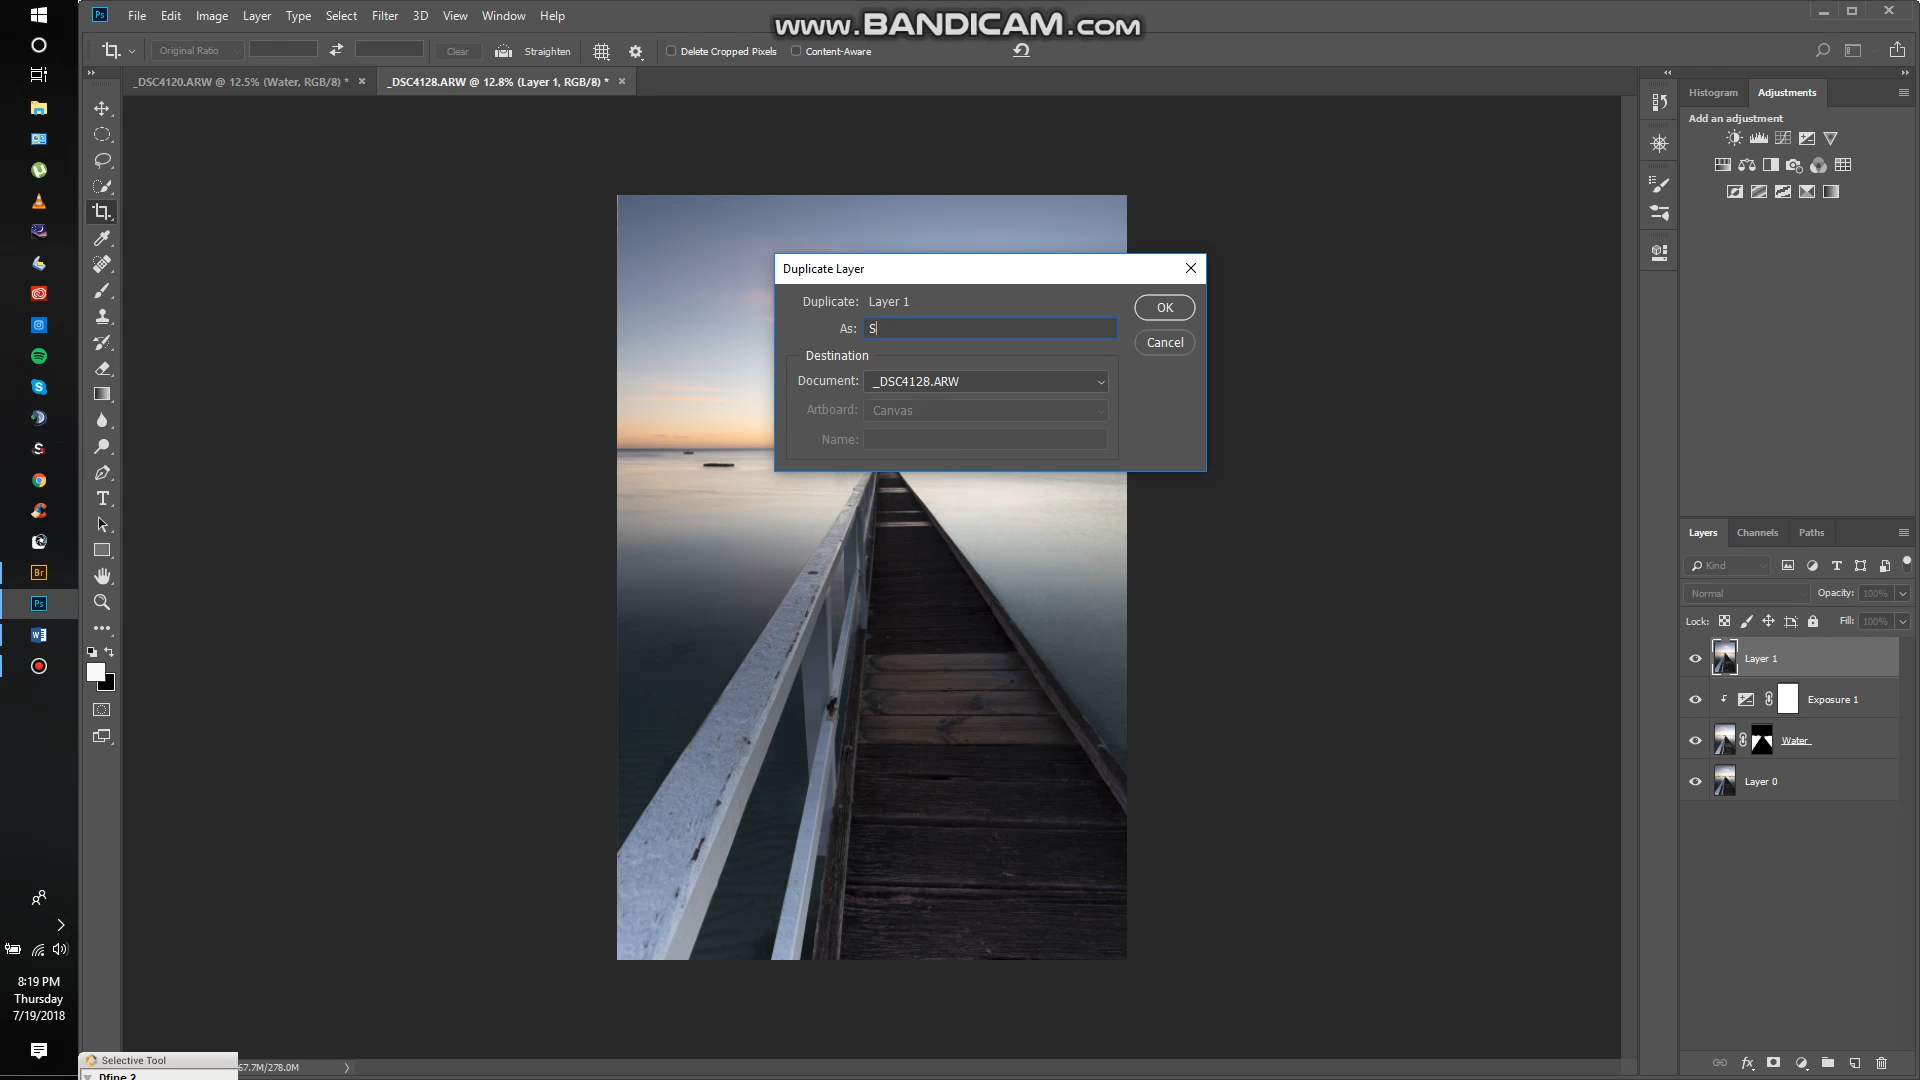 Ps File Edit Image Layer Type Select Filter 3D View Window Help
www.BANDICAM.com
Original Ratio Clear Straighten Delete Cropped Pixels Content-Aware
_DSC4120.ARW @ 12.5% (Water, RGB/8) * _DSC4128.ARW @ 12.8% (Layer 1, RGB/8) *
Histogram Adjustments
Add an adjustment
Duplicate Layer
Duplicate: Layer 1
OK
As: S
Cancel
Destination
Document: _DSC4128.ARW
Artboard: Canvas
Name:
Layers Channels Paths
Kind
Normal Opacity: 100%
Lock: Fill: 100%
Layer 1
Exposure 1
Water
Layer 0
Br
Ps
8:19 PM
Thursday
7/19/2018
Selective Tool
67.7M/278.0M
Dfine 2